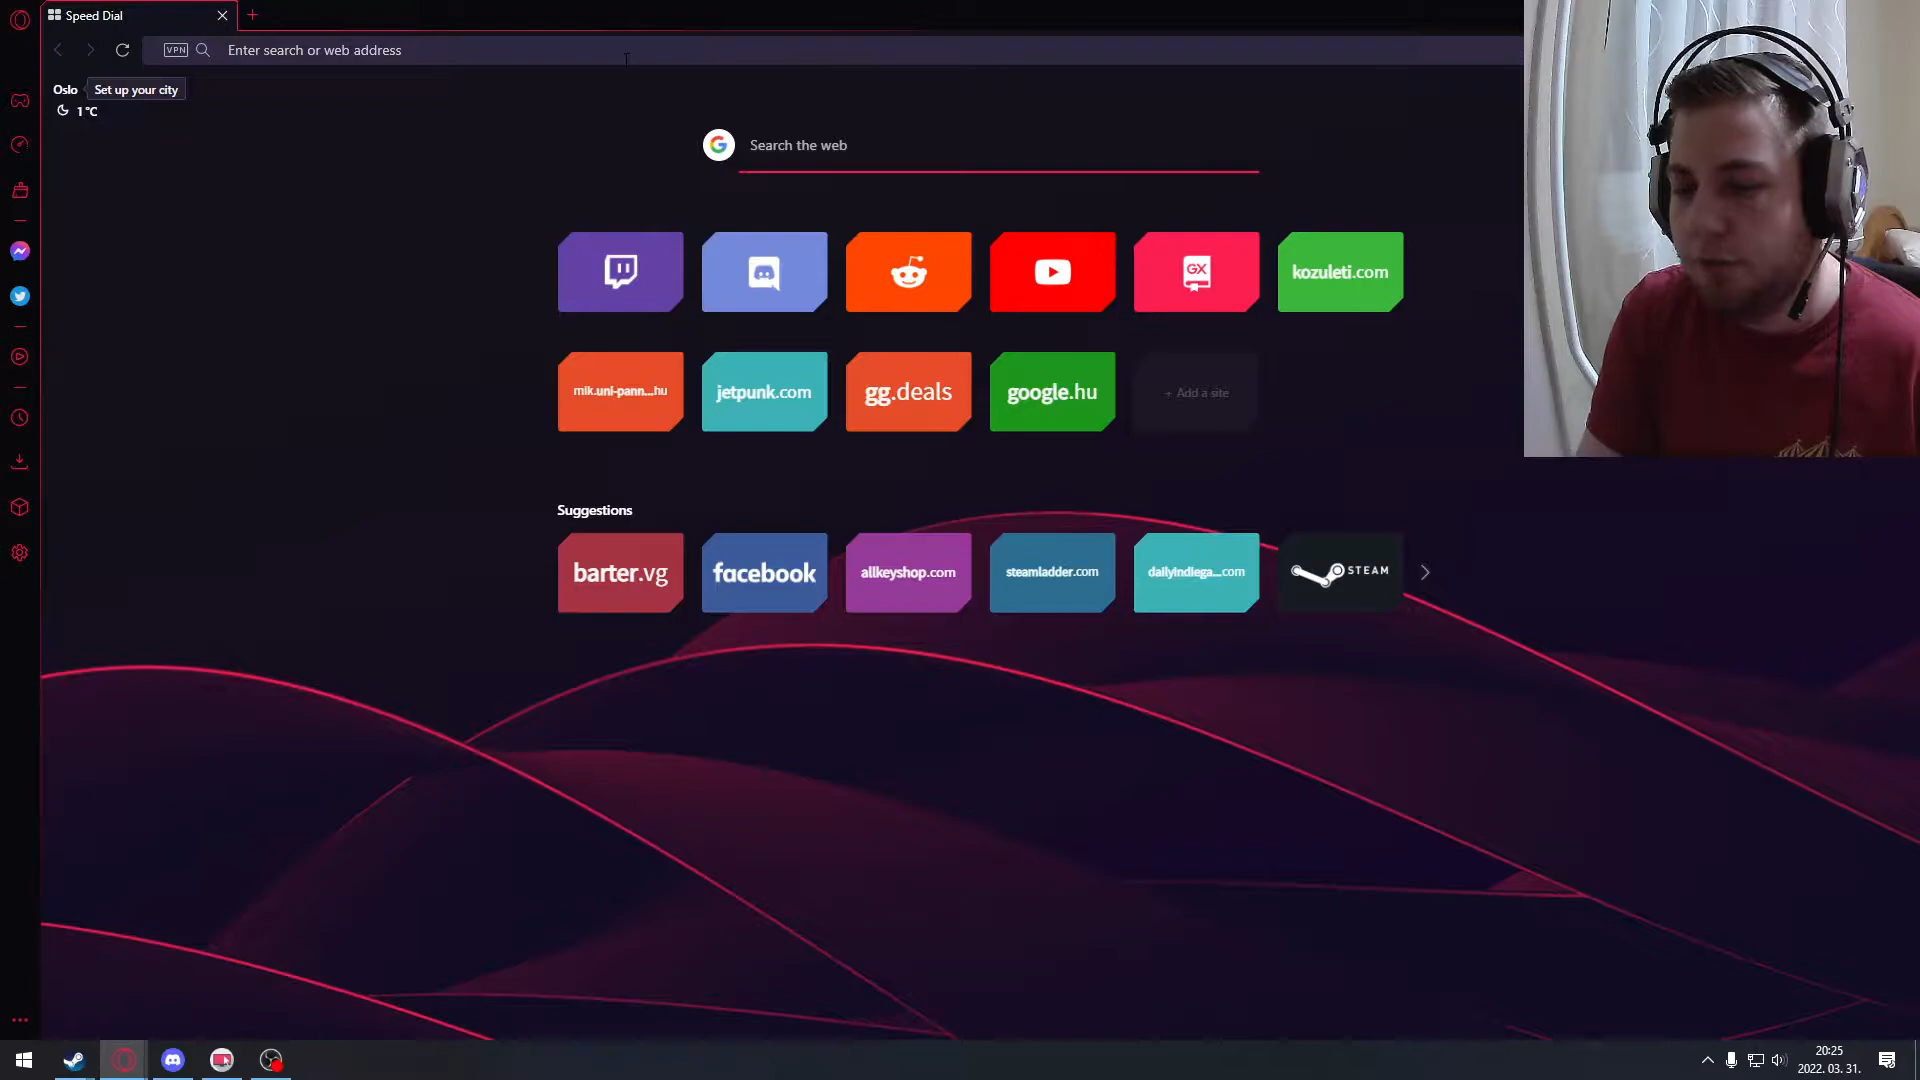 Speed Dial
VPN
Enter search or web address
Oslo
Set up your city
1°C
Search the web
GX
kozuleti.com
mik.uni-pann...hu
jetpunk.com
gg.deals
google.hu
+ Add a site
Suggestions
barter.vg
facebook
allkeyshop.com
steamladder.com
dailyindiega...com
STEAM
20:25
2022. 03. 31.